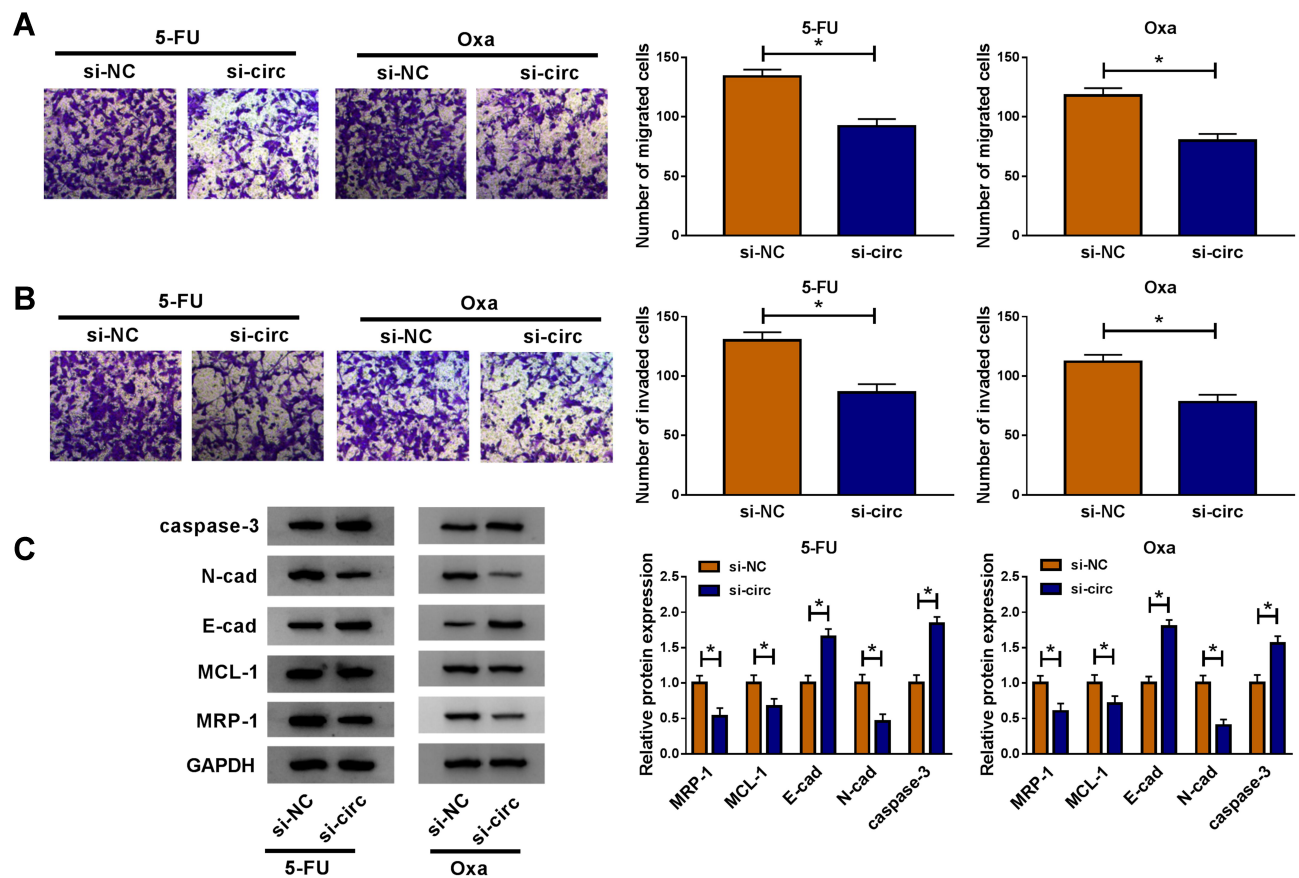 A
5-FU
Oxa
si-NC
si-circ
si-NC
si-circ
5-FU
Number of migrated cells
150
100
50
0
*
si-NC
si-circ
Oxa
Number of migrated cells
150
100
50
0
*
si-NC
si-circ
B
5-FU
Oxa
si-NC
si-circ
si-NC
si-circ
5-FU
Number of invaded cells
150
100
50
0
*
si-NC
si-circ
Oxa
Number of invaded cells
150
100
50
0
*
si-NC
si-circ
C
caspase-3
N-cad
E-cad
MCL-1
MRP-1
GAPDH
si-NC
si-circ
si-NC
si-circ
5-FU
Oxa
5-FU
Relative protein expression
2.5
2.0
1.5
1.0
0.5
0.0
si-NC
si-circ
*
*
*
*
*
MRP-1
MCL-1
E-cad
N-cad
caspase-3
Oxa
Relative protein expression
2.5
2.0
1.5
1.0
0.5
0.0
si-NC
si-circ
*
*
*
*
*
MRP-1
MCL-1
E-cad
N-cad
caspase-3